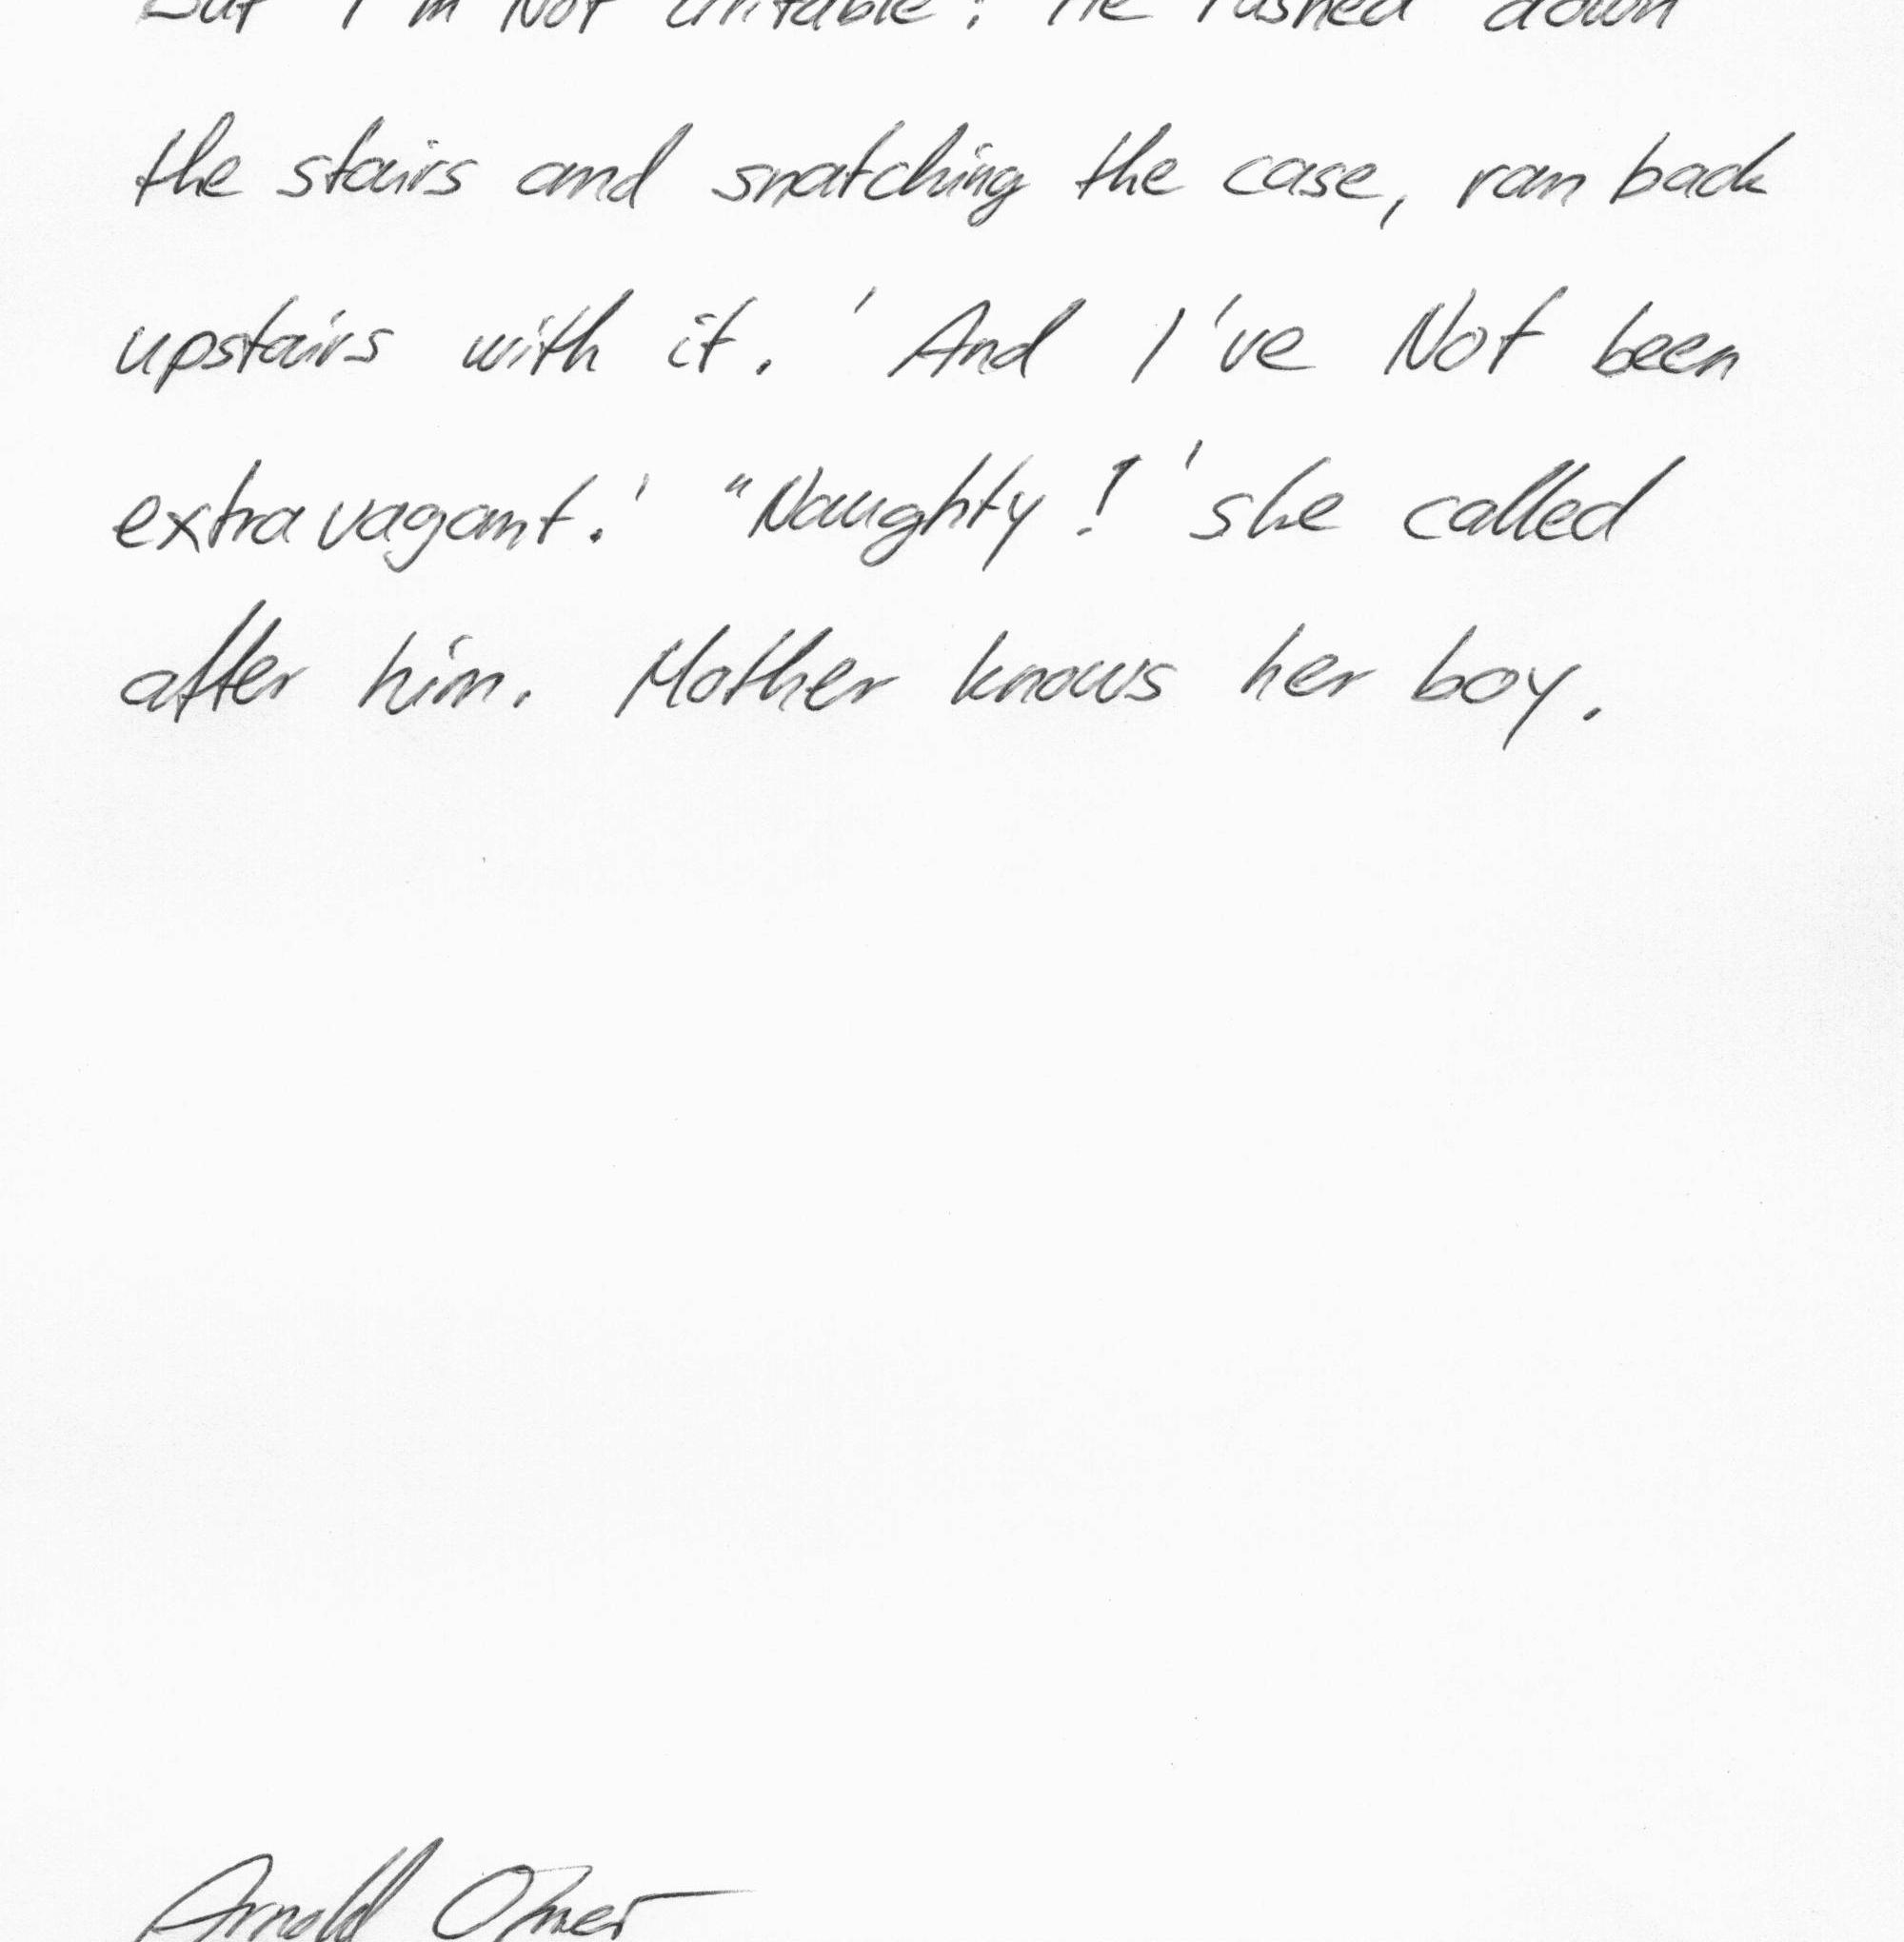 But I'm Not irritable! He rushed down
the stairs and snatching the case, ran back
upstairs with it. ' And I've Not been
extravagant.' "Naughty!' she called
after him. Mother knows her boy.
Arnold